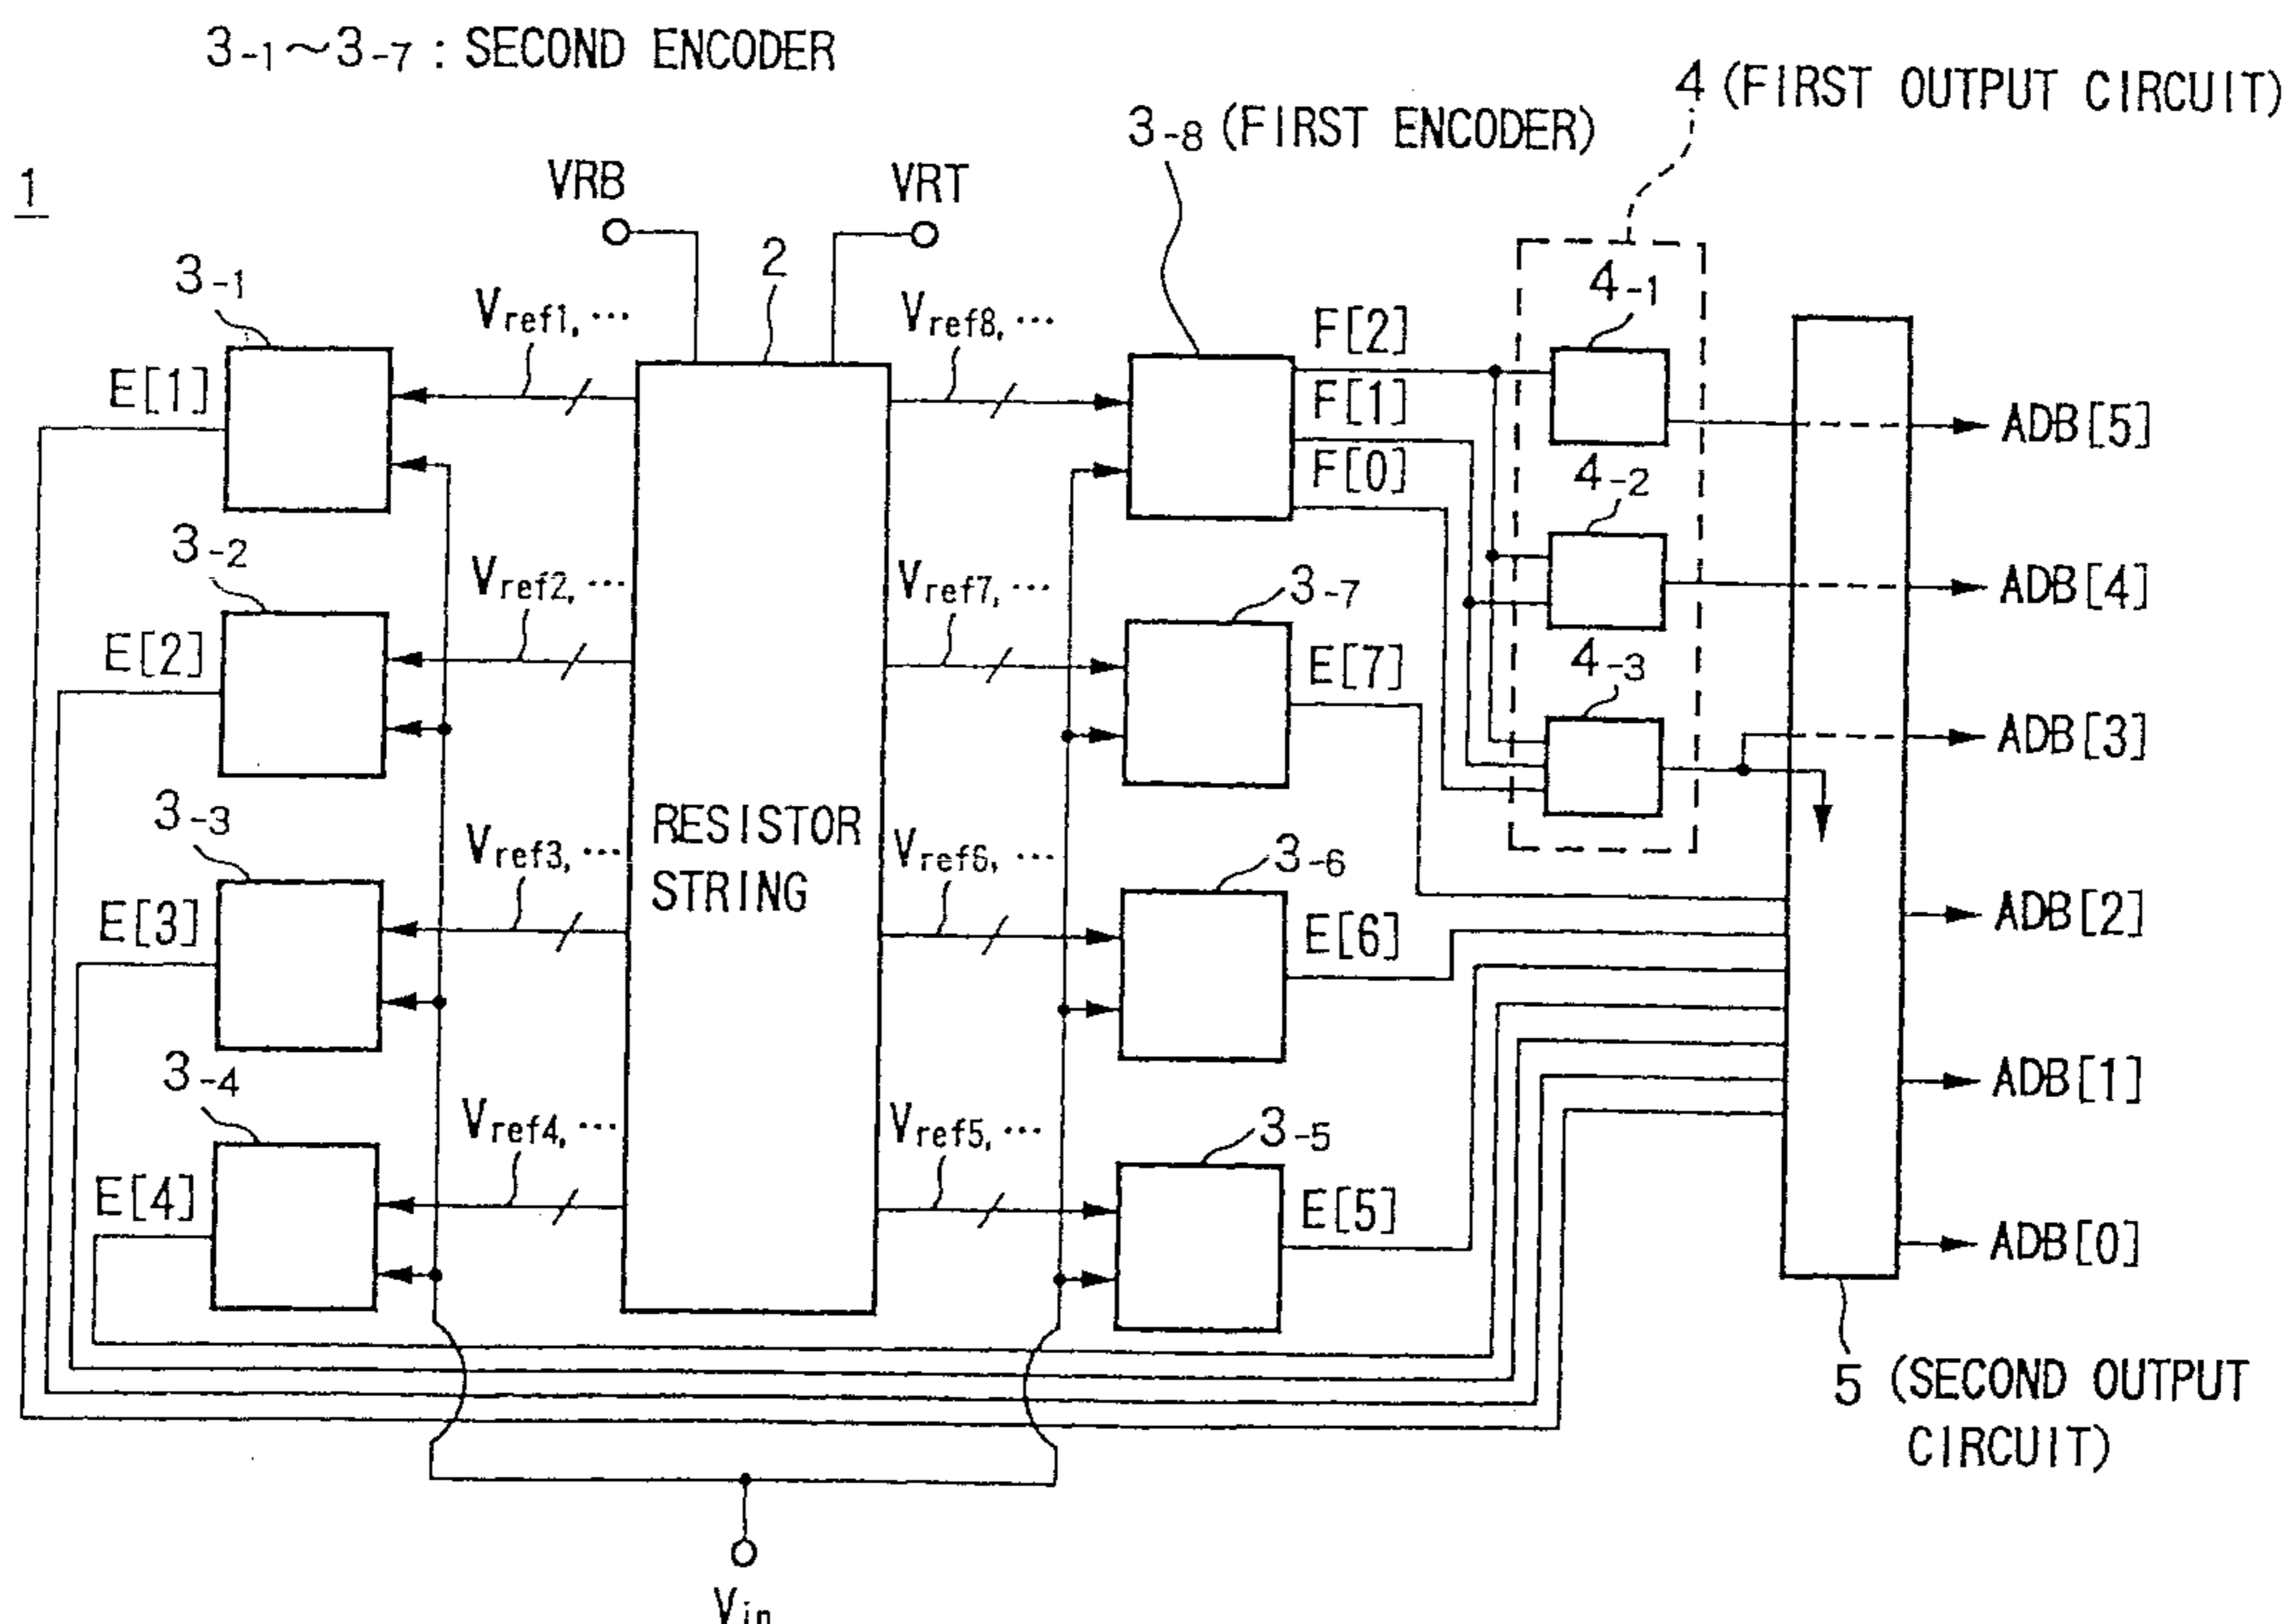 3-1~3-7 : SECOND ENCODER
4 (FIRST OUTPUT CIRCUIT)
3-8 (FIRST ENCODER)
1
VRB
VRT
2
3-1
Vref1, ...
Vref8, ...
F[2]
4-1
E[1]
F[1]
ADB[5]
F[0]
4-2
3-2
Vref2, ...
Vref7, ...
3-7
ADB[4]
E[2]
E[7]
4-3
ADB[3]
3-3
Vref3, ...
RESISTOR
STRING
Vref6, ...
3-6
E[3]
E[6]
ADB[2]
3-4
Vref4, ...
Vref5, ...
3-5
ADB[1]
E[4]
E[5]
ADB[0]
5 (SECOND OUTPUT
CIRCUIT)
Vin